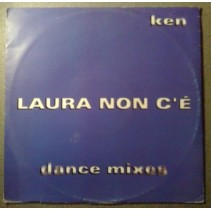 ken
LAURA NON C'É
dance mixes